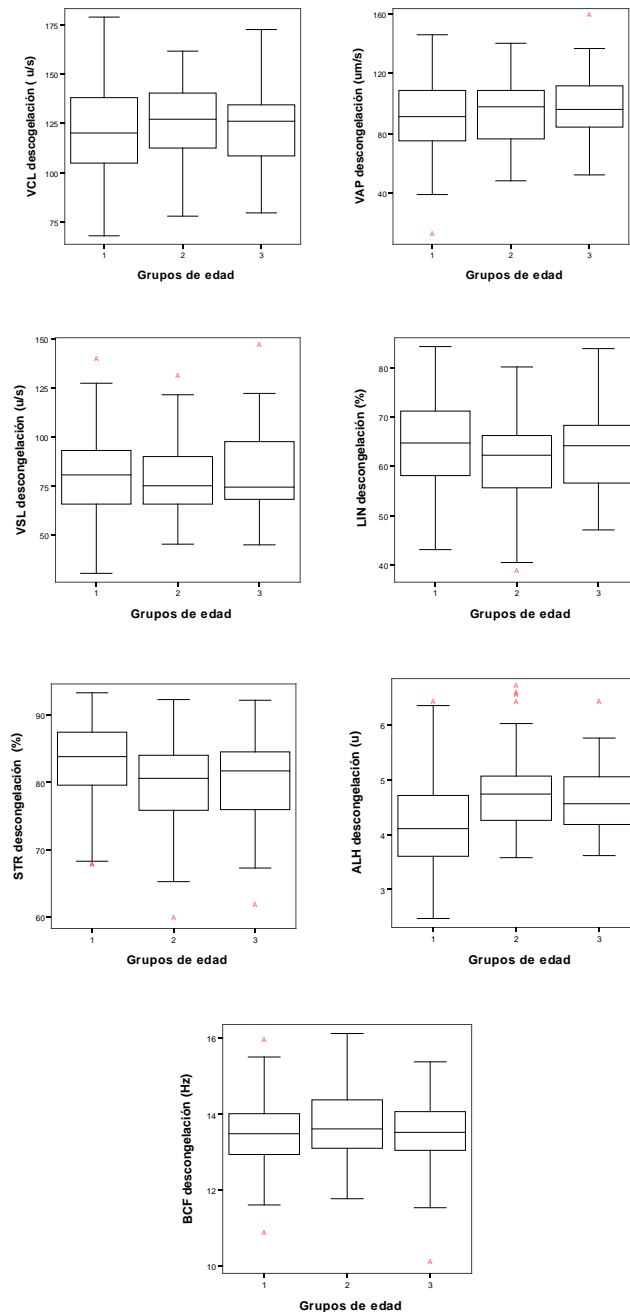 VCL descogelación ( u/s)
175
150
125
100
75
1 2 3
Grupos de edad
VAP descongelación (um/s)
160
A
120
80
40
A
1 2 3
Grupos de edad
VSL descongelación (u/s)
150
A
A
A
125
100
75
50
1 2 3
Grupos de edad
LIN descongelación (%)
80
70
60
50
40
A
1 2 3
Grupos de edad
STR descongelación (%)
90
80
70
A
A
A
60
1 2 3
Grupos de edad
ALH descongelación (u)
A
A
A
A
A
6
5
4
3
1 2 3
Grupos de edad
BCF descongelación (Hz)
16
A
14
12
A
A
10
1 2 3
Grupos de edad